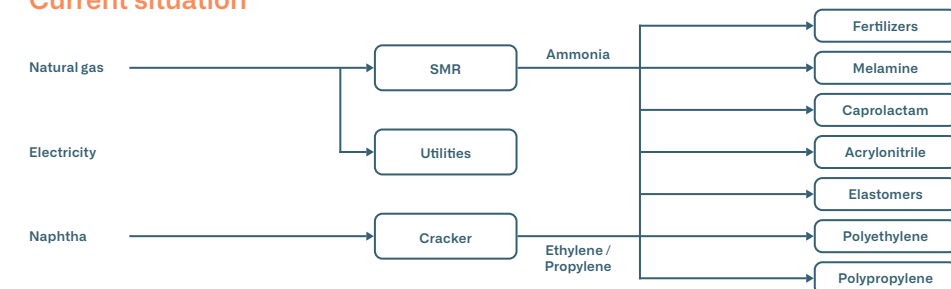 Current situation
Natural gas
SMR
Ammonia
Utilities
Electricity
Naphtha
Cracker
Ethylene /
Propylene
Fertilizers
Melamine
Caprolactam
Acrylonitrile
Elastomers
Polyethylene
Polypropylene